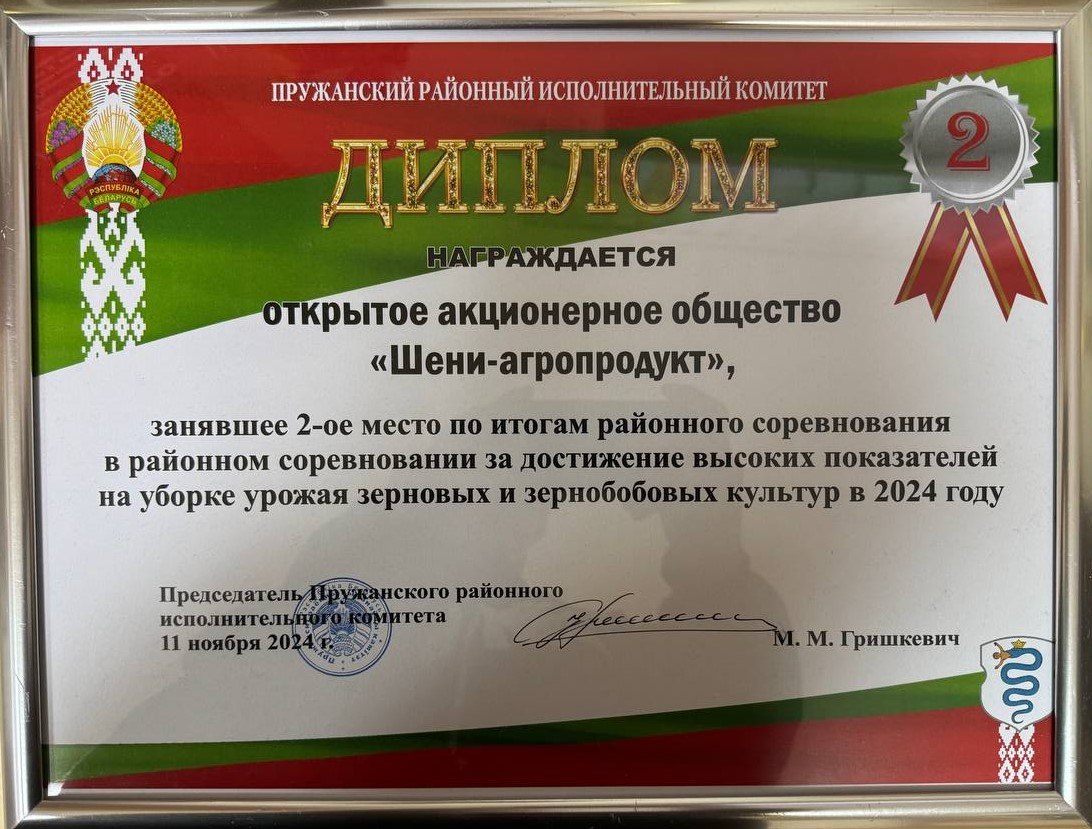 ПРУЖАНСКИЙ РАЙОННЫЙ ИСПОЛНИТЕЛЬНЫЙ КОМИТЕТ
2
ДИПЛОМ
РЭСПУБЛІКА
БЕЛАРУСЬ
НАГРАЖДАЕТСЯ
открытое акционерное общество
«Шени-агропродукт»,
занявшее 2-ое место по итогам районного соревнования
в районном соревновании за достижение высоких показателей
на уборке урожая зерновых и зернобобовых культур в 2024 году
Председатель Пружанского районного
исполнительного комитета
11 ноября 2024 г.
М. М. Гришкевич